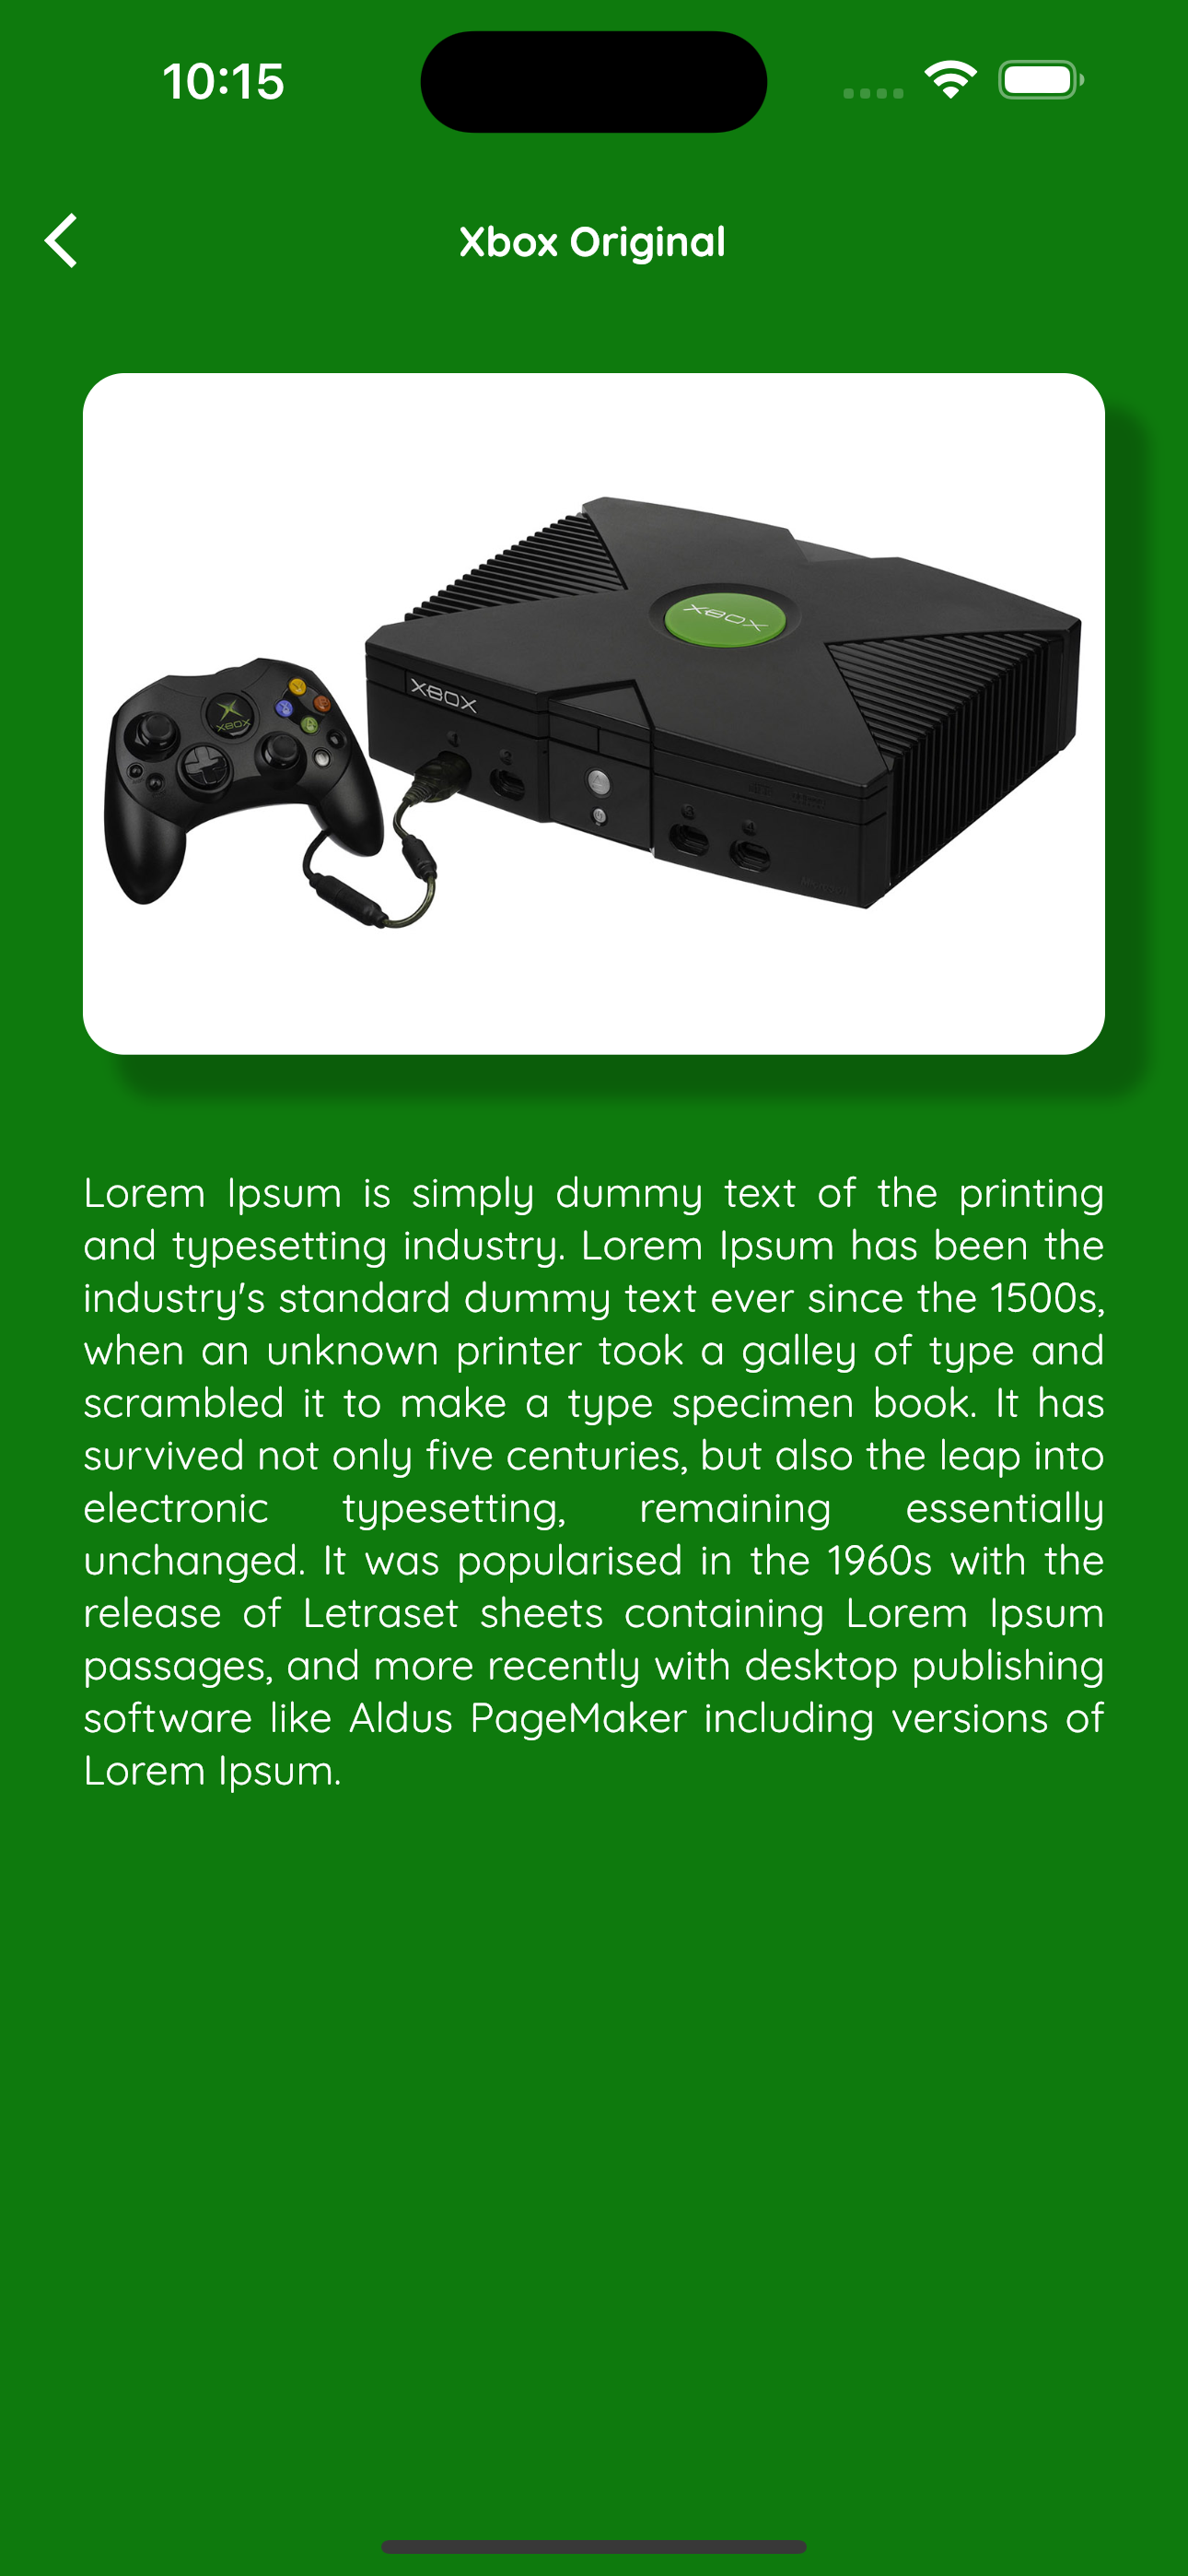 10:15
Xbox Original
XBOX
XBOX
XBOX
Lorem Ipsum is simply dummy text of the printing
and typesetting industry. Lorem Ipsum has been the
industry's standard dummy text ever since the 1500s,
when an unknown printer took a galley of type and
scrambled it to make a type specimen book. It has
survived not only five centuries, but also the leap into
electronic typesetting, remaining essentially
unchanged. It was popularised in the 1960s with the
release of Letraset sheets containing Lorem Ipsum
passages, and more recently with desktop publishing
software like Aldus PageMaker including versions of
Lorem Ipsum.